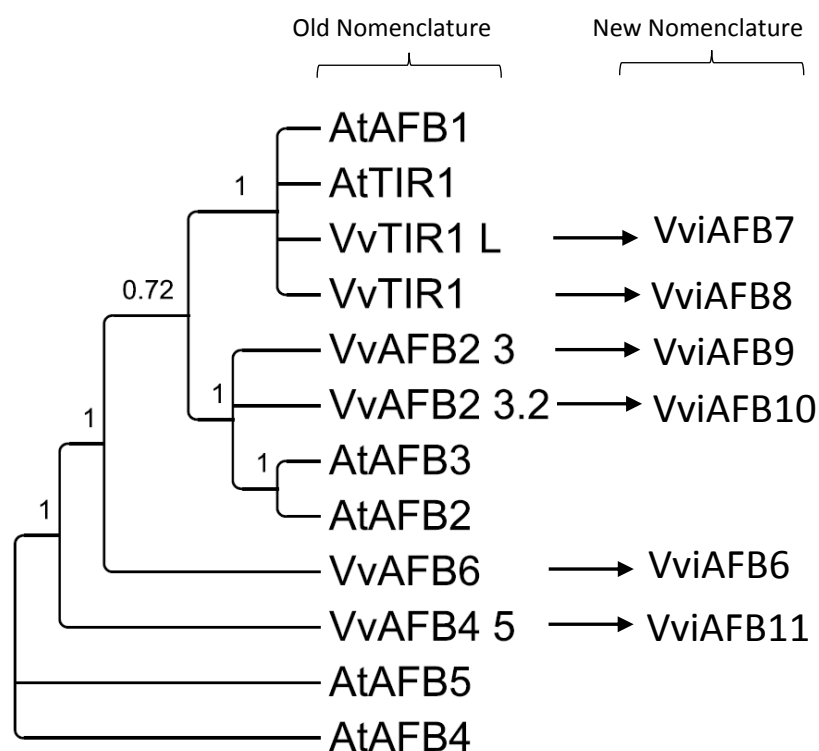 Old Nomenclature New Nomenclature
AtAFB1
1 AtTIR1
VvTIR1 L VviAFB7
0.72 VvTIR1 VviAFB8
VvAFB2 3 VviAFB9
1 VvAFB2 3.2 VviAFB10
1
1 AtAFB3
1 AtAFB2
VvAFB6 VviAFB6
VvAFB4 5 VviAFB11
AtAFB5
AtAFB4